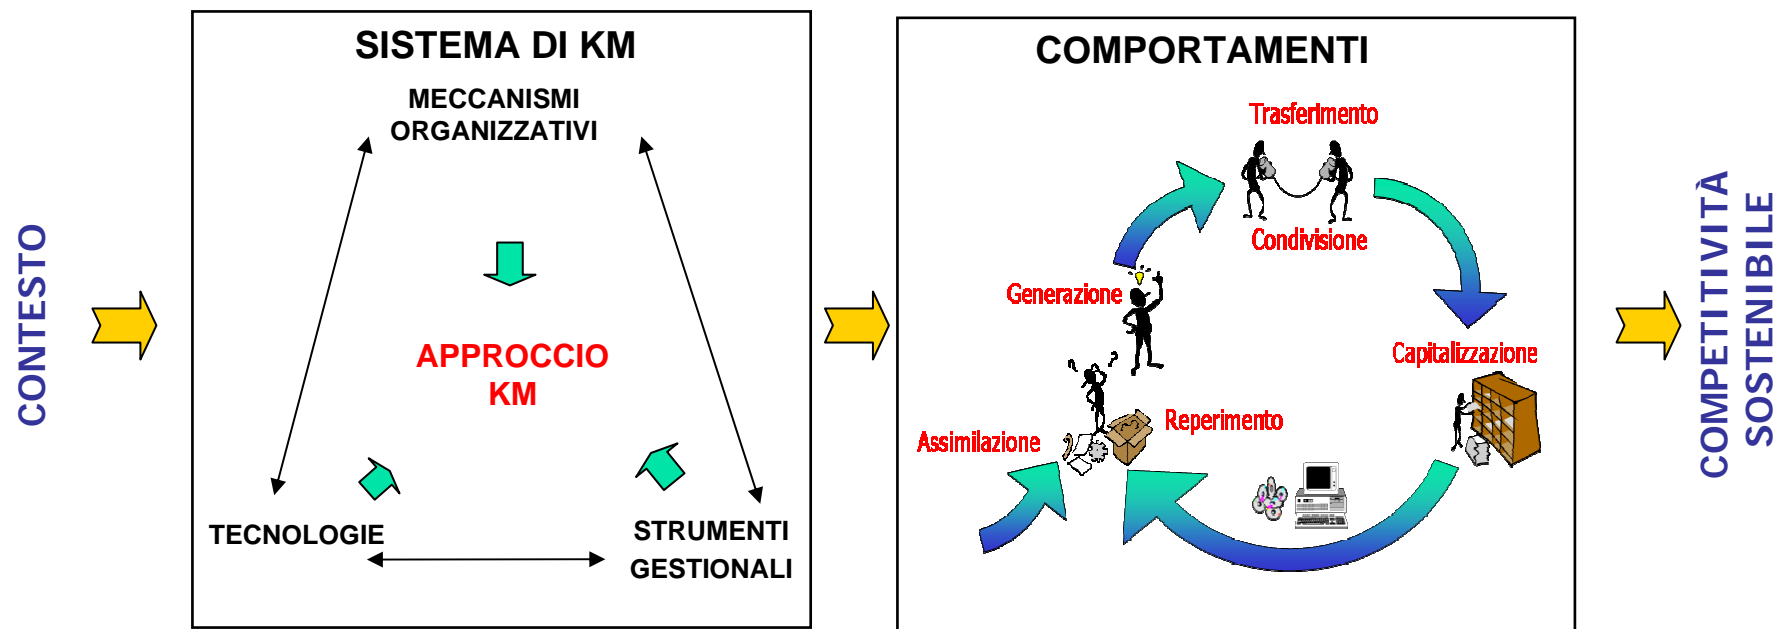 CONTESTO
SISTEMA DI KM
MECCANISMI
ORGANIZZATIVI
APPROCCIO
KM
TECNOLOGIE
STRUMENTI
GESTIONALI
COMPORTAMENTI
Trasferimento
Condivisione
Generazione
Capitalizzazione
Reperimento
Assimilazione
COMPETITIVITÀ
SOSTENIBILE